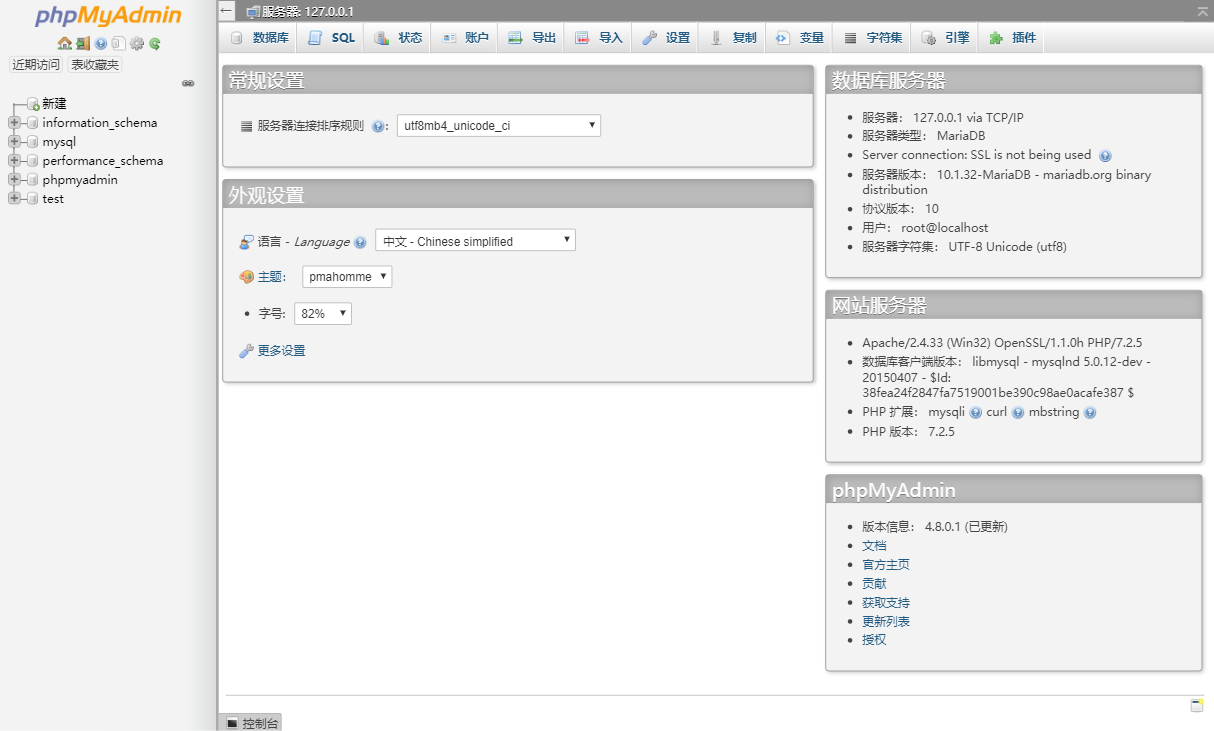 phpMyAdmin
近期访问 表收藏夹
新建
information_schema
mysql
performance_schema
phpmyadmin
test
服务器: 127.0.0.1
数据库 SQL 状态 账户 导出 导入 设置 复制 变量 字符集 引擎 插件
常规设置
服务器连接排序规则 : utf8mb4_unicode_ci
外观设置
语言 - Language 中文 - Chinese simplified
主题: pmahomme
字号: 82%
更多设置
数据库服务器
服务器: 127.0.0.1 via TCP/IP
服务器类型: MariaDB
Server connection: SSL is not being used
服务器版本: 10.1.32-MariaDB - mariadb.org binary
distribution
协议版本: 10
用户: root@localhost
服务器字符集: UTF-8 Unicode (utf8)
网站服务器
Apache/2.4.33 (Win32) OpenSSL/1.1.0h PHP/7.2.5
数据库客户端版本: libmysql - mysqlnd 5.0.12-dev -
20150407 - $Id:
38fea24f2847fa7519001be390c98ae0acafe387 $
PHP 扩展: mysqli curl mbstring
PHP 版本: 7.2.5
phpMyAdmin
版本信息: 4.8.0.1 (已更新)
文档
官方主页
贡献
获取支持
更新列表
授权
控制台